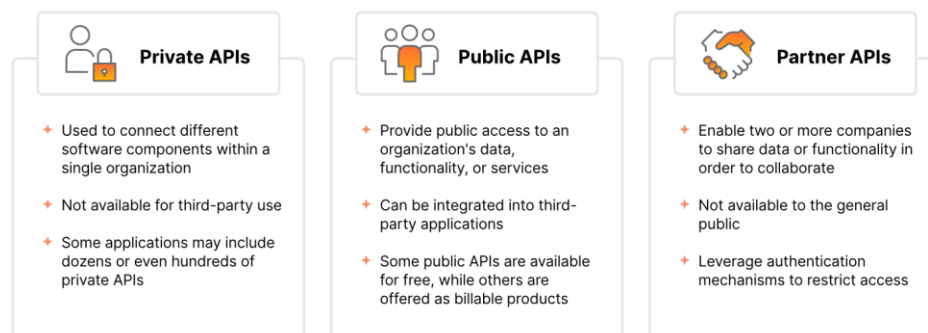 Private APIs
Used to connect different
software components within a
single organization
Not available for third-party use
Some applications may include
dozens or even hundreds of
private APIs
Public APIs
Provide public access to an
organization's data,
functionality, or services
Can be integrated into third-
party applications
Some public APIs are available
for free, while others are
offered as billable products
Partner APIs
Enable two or more companies
to share data or functionality in
order to collaborate
Not available to the general
public
Leverage authentication
mechanisms to restrict access